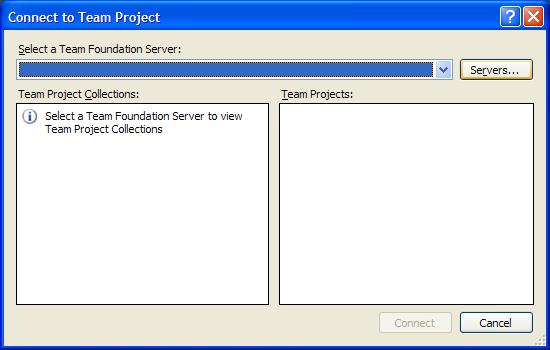 Connect to Team Project
Select a Team Foundation Server:
Servers...
Team Project Collections:
Team Projects:
Select a Team Foundation Server to view
Team Project Collections
Connect
Cancel